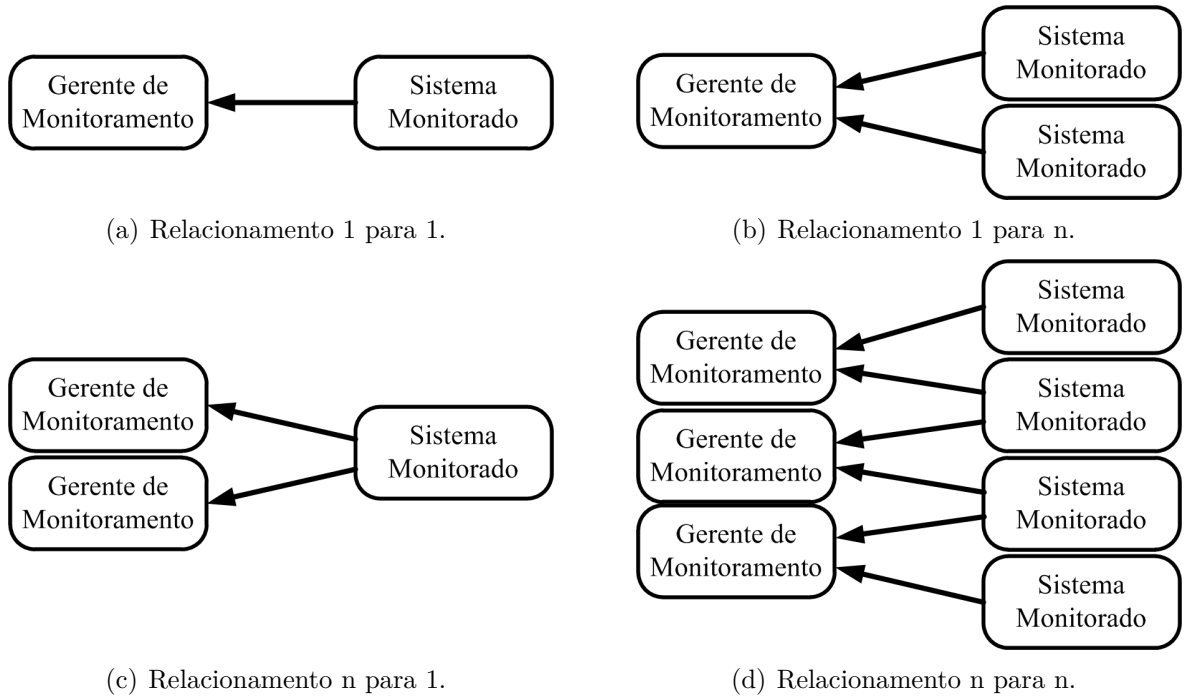 Gerente de
Monitoramento
Sistema
Monitorado
(a) Relacionamento 1 para 1.
Gerente de
Monitoramento
Sistema
Monitorado
Sistema
Monitorado
(b) Relacionamento 1 para n.
Gerente de
Monitoramento
Gerente de
Monitoramento
Sistema
Monitorado
(c) Relacionamento n para 1.
Gerente de
Monitoramento
Gerente de
Monitoramento
Gerente de
Monitoramento
Sistema
Monitorado
Sistema
Monitorado
Sistema
Monitorado
Sistema
Monitorado
(d) Relacionamento n para n.